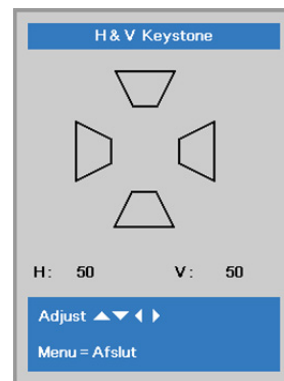 H & V Keystone
H: 50 V: 50
Adjust ▲▼◀▶
Menu = Afslut